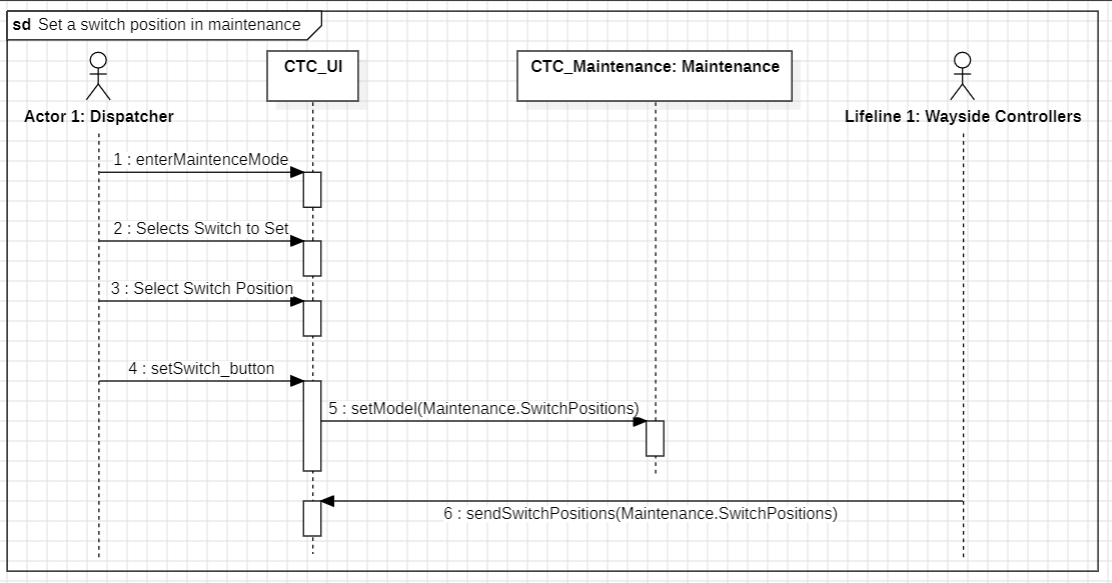 sd Set a switch position in maintenance
CTC_UI
CTC_Maintenance: Maintenance
Actor 1: Dispatcher
Lifeline 1: Wayside Controllers
1 : enterMaintenceMode
2 : Selects Switch to Set
3 : Select Switch Position
4 : setSwitch_button
5 : setModel(Maintenance.SwitchPositions)
6 : sendSwitchPositions(Maintenance.SwitchPositions)